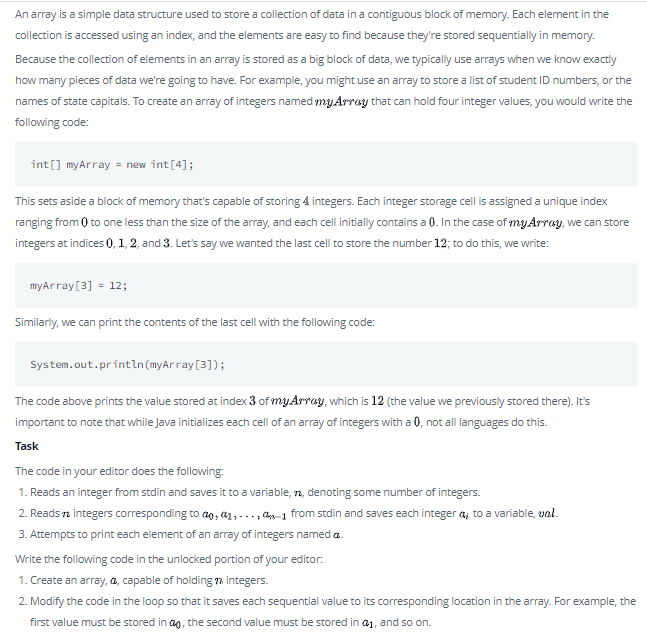 An array is a simple data structure used to store a collection of data in a contiguous block of memory. Each element in the
collection is accessed using an index, and the elements are easy to find because they're stored sequentially in memory.
Because the collection of elements in an array is stored as a big block of data, we typically use arrays when we know exactly
how many pieces of data we're going to have. For example, you might use an array to store a list of student ID numbers, or the
names of state capitals. To create an array of integers named myArray that can hold four integer values, you would write the
following code:
int[] myArray = new int[4];
This sets aside a block of memory that's capable of storing 4 integers. Each integer storage cell is assigned a unique index
ranging from 0 to one less than the size of the array, and each cell initially contains a 0. In the case of myArray, we can store
integers at indices 0, 1, 2, and 3. Let's say we wanted the last cell to store the number 12; to do this, we write:
myArray[3] = 12;
Similarly, we can print the contents of the last cell with the following code:
System.out.println(myArray[3]);
The code above prints the value stored at index 3 of myArray, which is 12 (the value we previously stored there). It's
important to note that while Java initializes each cell of an array of integers with a 0, not all languages do this.
Task
The code in your editor does the following:
1. Reads an integer from stdin and saves it to a variable, n, denoting some number of integers.
2. Reads n integers corresponding to a₀, a₁, . . . , aₙ₋₁ from stdin and saves each integer aᵢ to a variable, val.
3. Attempts to print each element of an array of integers named a.
Write the following code in the unlocked portion of your editor:
1. Create an array, a, capable of holding n integers.
2. Modify the code in the loop so that it saves each sequential value to its corresponding location in the array. For example, the
first value must be stored in a₀, the second value must be stored in a₁, and so on.